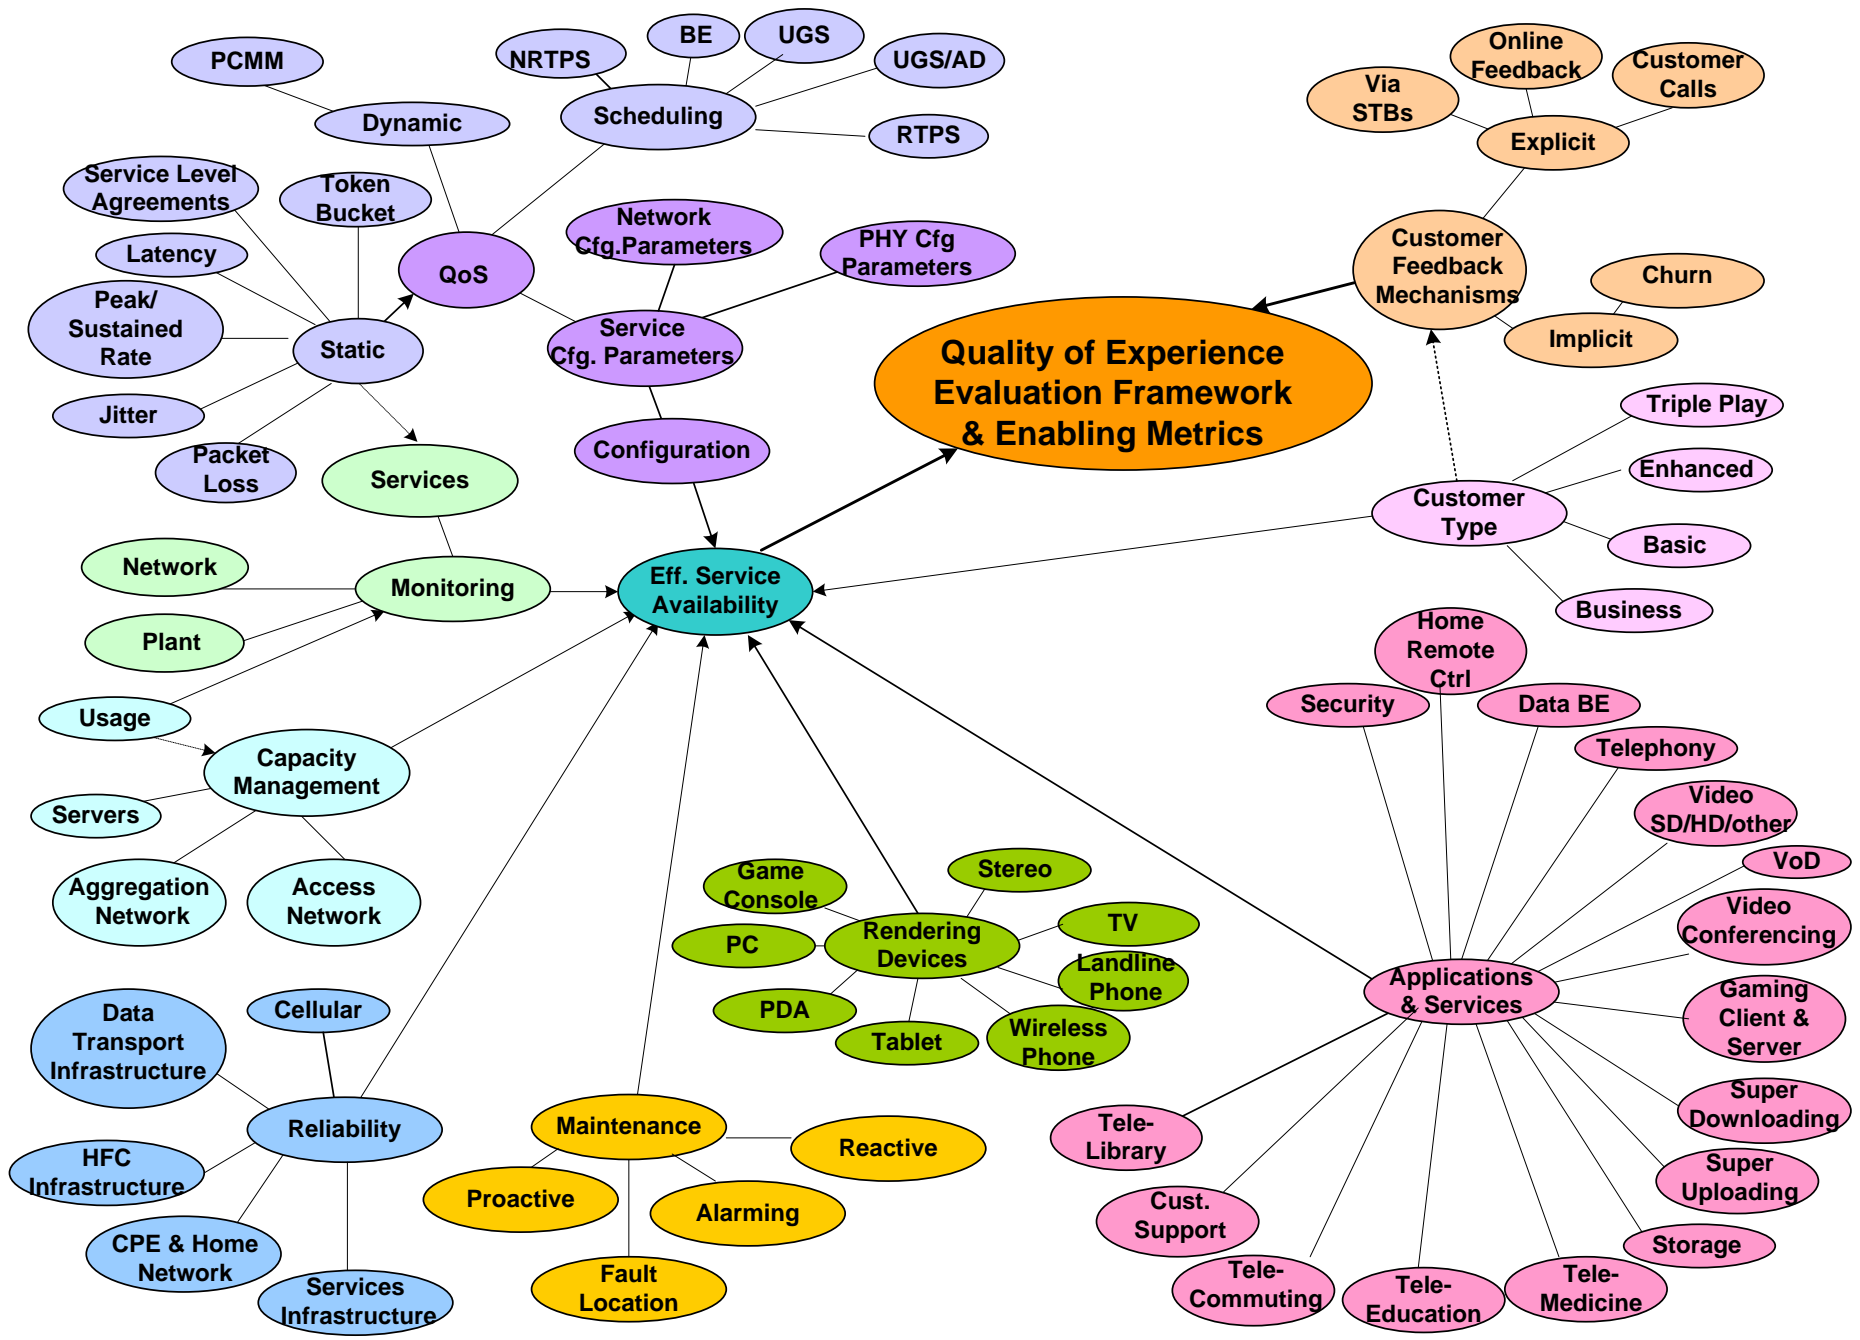 PCMM
NRTPS
BE
UGS
UGS/AD
RTPS
Scheduling
Dynamic
Service Level
Agreements
Token
Bucket
Latency
Peak/
Sustained
Rate
Static
Jitter
Packet
Loss
QoS
Network
Cfg.Parameters
PHY Cfg
Parameters
Service
Cfg. Parameters
Configuration
Online
Feedback
Customer
Calls
Via
STBs
Explicit
Customer
Feedback
Mechanisms
Churn
Implicit
Quality of Experience
Evaluation Framework
& Enabling Metrics
Triple Play
Enhanced
Customer
Type
Basic
Business
Services
Network
Monitoring
Plant
Eff. Service
Availability
Usage
Capacity
Management
Servers
Aggregation
Network
Access
Network
Home
Remote
Ctrl
Security
Data BE
Telephony
Video
SD/HD/other
VoD
Video
Conferencing
Applications
& Services
Gaming
Client &
Server
Super
Downloading
Super
Uploading
Storage
Tele-
Medicine
Tele-
Education
Tele-
Commuting
Cust.
Support
Tele-
Library
Game
Console
Stereo
PC
Rendering
Devices
TV
Landline
Phone
PDA
Tablet
Wireless
Phone
Data
Transport
Infrastructure
Cellular
Reliability
HFC
Infrastructure
CPE & Home
Network
Services
Infrastructure
Maintenance
Reactive
Proactive
Alarming
Fault
Location